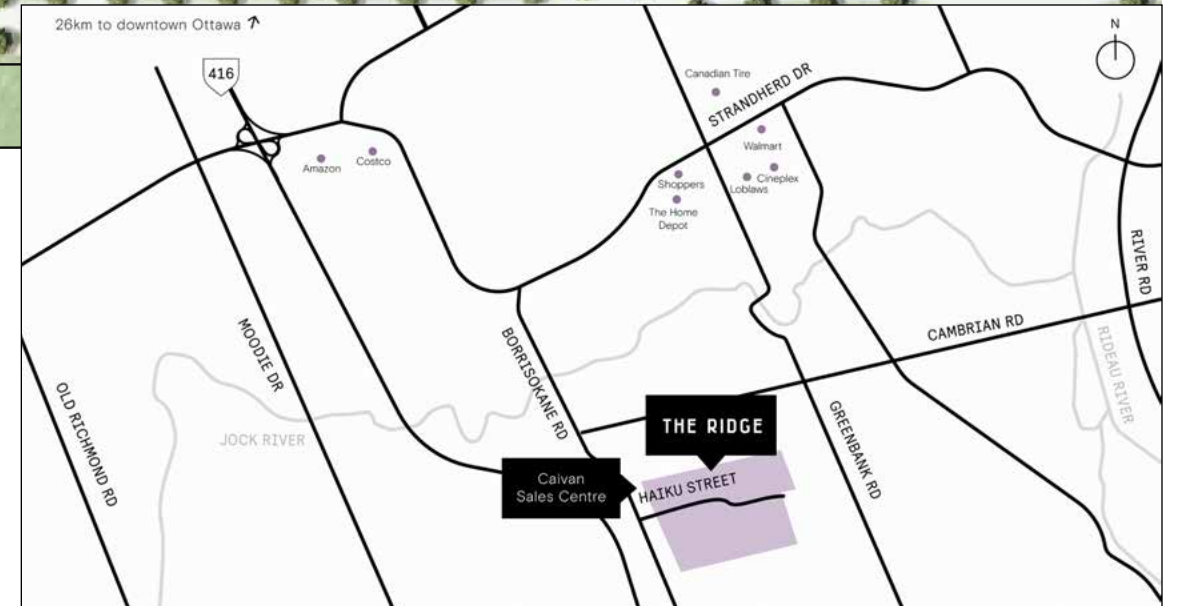 26km to downtown Ottawa
N
416
Canadian Tire
STRANDHERD DR
Walmart
Amazon
Costco
Shoppers
Cineplex
Loblaws
The Home
Depot
RIVER RD
MOODIE DR
BORRISOKANE RD
CAMBRIAN RD
RIDEAU RIVER
OLD RICHMOND RD
JOCK RIVER
THE RIDGE
GREENBANK RD
Caivan
Sales Centre
HAIKU STREET